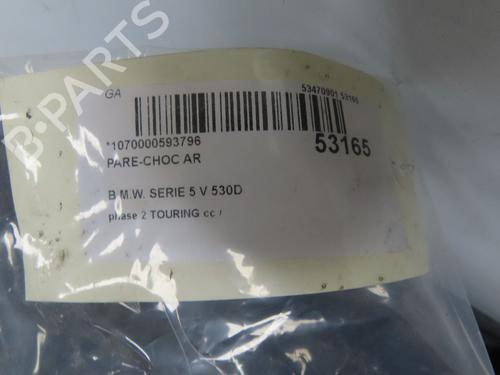 GA
53470901 53165
*1070000593796
53165
PARE-CHOC AR
B.M.W. SERIE 5 V 530D
phase 2 TOURING cc /
B-PARTS